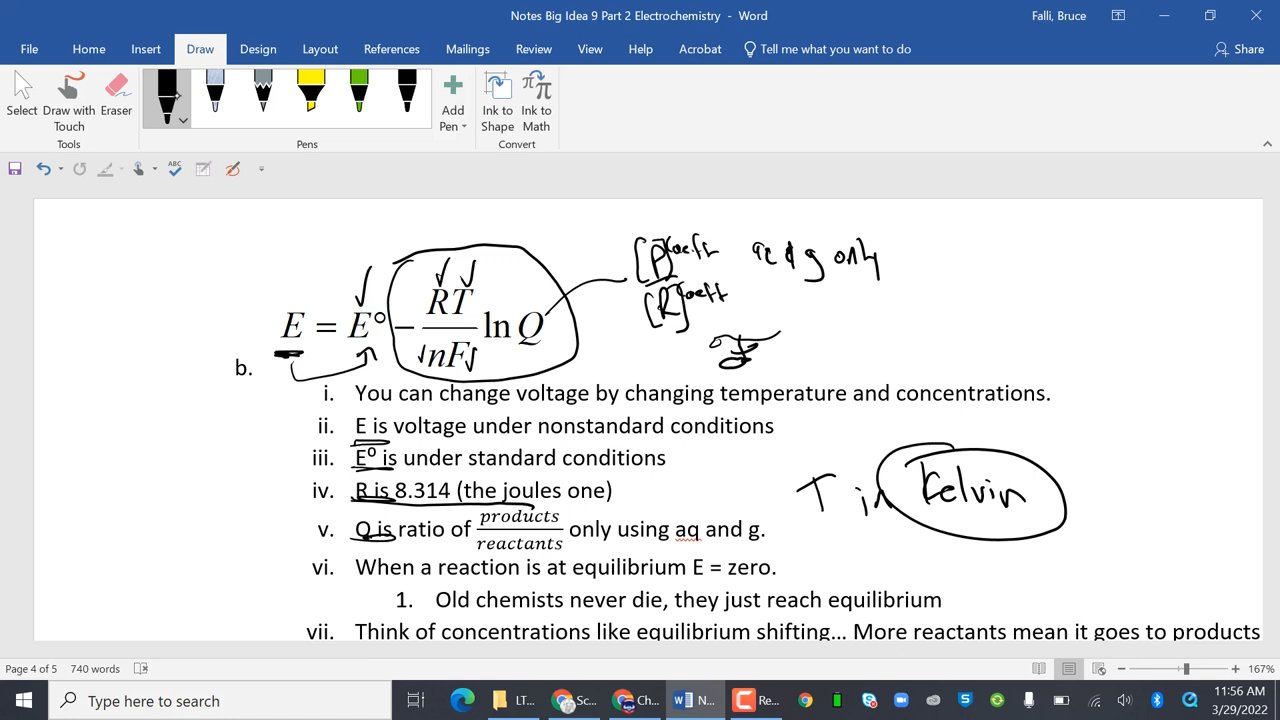 Notes Big Idea 9 Part 2 Electrochemistry - Word
Falli, Bruce
File Home Insert Draw Design Layout References Mailings Review View Help Acrobat Tell me what you want to do Share
Select Draw with Touch Eraser Add Pen Ink to Shape Ink to Math
Tools Pens Convert
[P]coeff aq & g only
[R]coeff
b. E = E° − RT/nF ln Q
i. You can change voltage by changing temperature and concentrations.
ii. E is voltage under nonstandard conditions
iii. E⁰ is under standard conditions
iv. R is 8.314 (the joules one)
T in Kelvin
v. Q is ratio of products/reactants only using aq and g.
vi. When a reaction is at equilibrium E = zero.
1. Old chemists never die, they just reach equilibrium
vii. Think of concentrations like equilibrium shifting... More reactants mean it goes to products
Page 4 of 5 740 words 167%
Type here to search LT... Sc... Ch... N... Re... 11:56 AM
3/29/2022